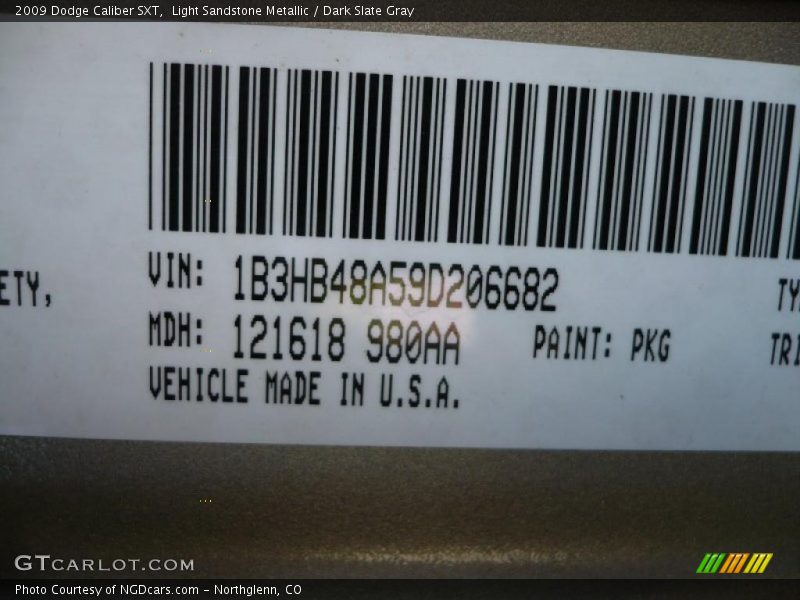 2009 Dodge Caliber SXT,  Light Sandstone Metallic / Dark Slate Gray
ETY,
VIN: 1B3HB48A59D206682
MDH: 121618 980AA PAINT: PKG
VEHICLE MADE IN U.S.A.
TY
TRI
GTCARLOT.COM
Photo Courtesy of NGDcars.com - Northglenn, CO